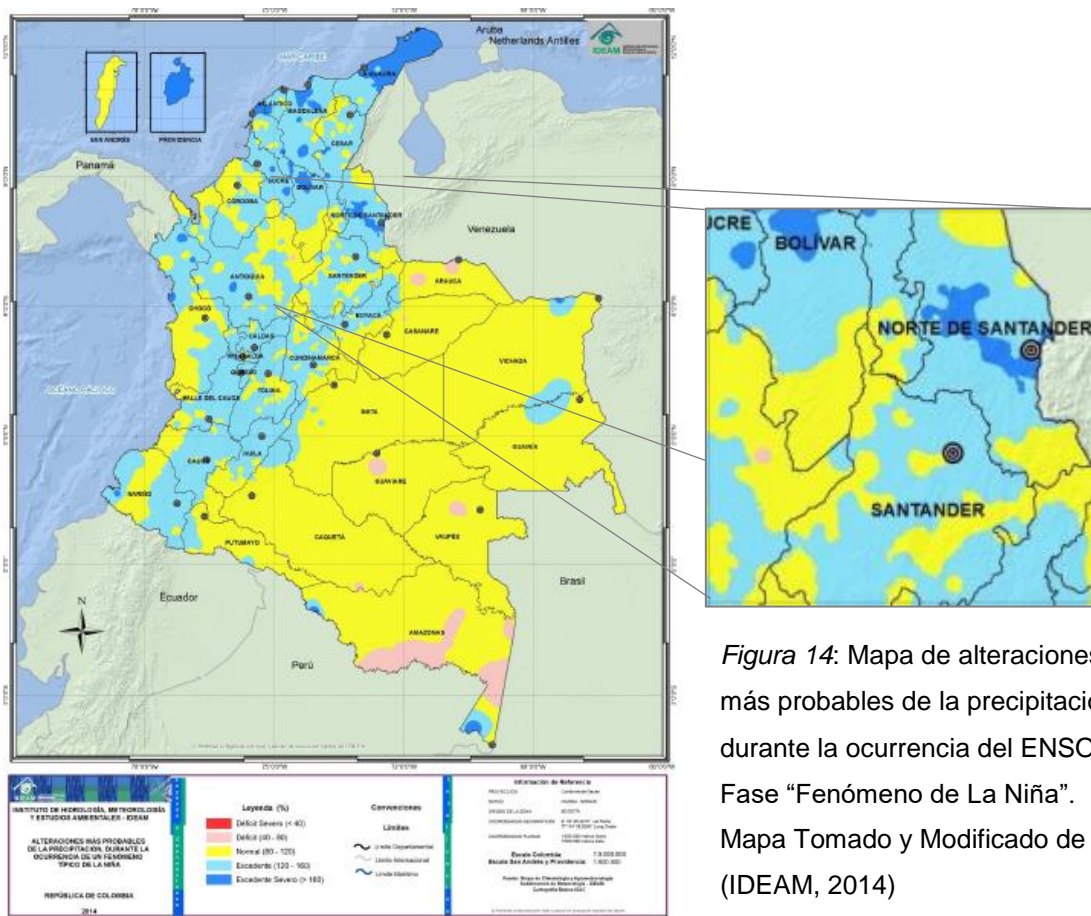 Aruba
Netherlands Antilles
IDEAM
MAR CARIBE
LA GUAJIRA
ATLÁNTICO
MAGDALENA
CESAR
SAN ANDRÉS
PROVIDENCIA
Panamá
SUCRE
BOLÍVAR
CÓRDOBA
NORTE DE SANTANDER
Venezuela
ANTIOQUIA
SANTANDER
ARAUCA
CHOCÓ
BOYACÁ
CASANARE
CALDAS
RISARALDA
CUNDINAMARCA
VICHADA
QUINDÍO
TOLIMA
OCÉANO PACÍFICO
VALLE DEL CAUCA
META
GUAINÍA
CAUCA
HUILA
GUAVIARE
NARIÑO
CAQUETÁ
VAUPÉS
PUTUMAYO
Ecuador
Brasil
N
AMAZONAS
Perú
UCRE
BOLÍVAR
NORTE DE SANTANDER
SANTANDER
Figura 14: Mapa de alteraciones
más probables de la precipitació
durante la ocurrencia del ENSO
Fase “Fenómeno de La Niña”.
Mapa Tomado y Modificado de
(IDEAM, 2014)
INSTITUTO DE HIDROLOGÍA, METEOROLOGÍA
Y ESTUDIOS AMBIENTALES - IDEAM
ALTERACIONES MÁS PROBABLES
DE LA PRECIPITACIÓN, DURANTE LA
OCURRENCIA DE UN FENÓMENO
TÍPICO DE LA NIÑA
REPÚBLICA DE COLOMBIA
2014
Leyenda (%)
Déficit Severo (< 40)
Déficit (40 - 80)
Normal (80 - 120)
Excedente (120 - 160)
Excedente Severo (> 160)
Convenciones
Límites
Límite Departamental
Límite Internacional
Límite Marítimo
Información de Referencia
Escala Colombia
Escala San Andrés y Providencia